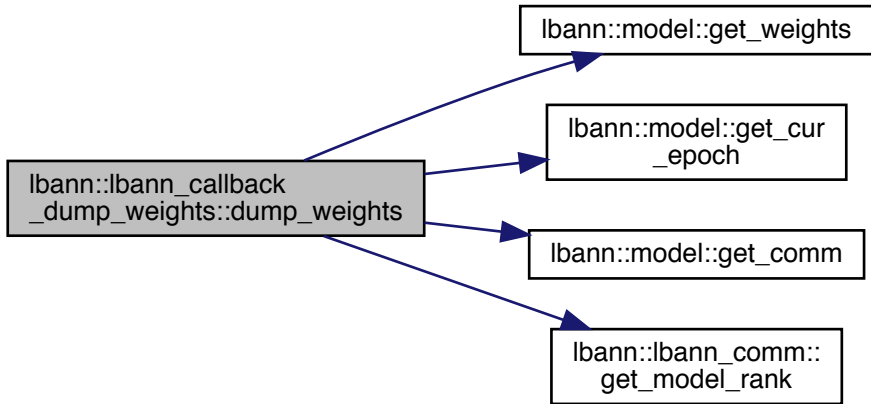 lbann::model::get_weights
lbann::model::get_cur
_epoch
lbann::lbann_callback
_dump_weights::dump_weights
lbann::model::get_comm
lbann::lbann_comm::
get_model_rank